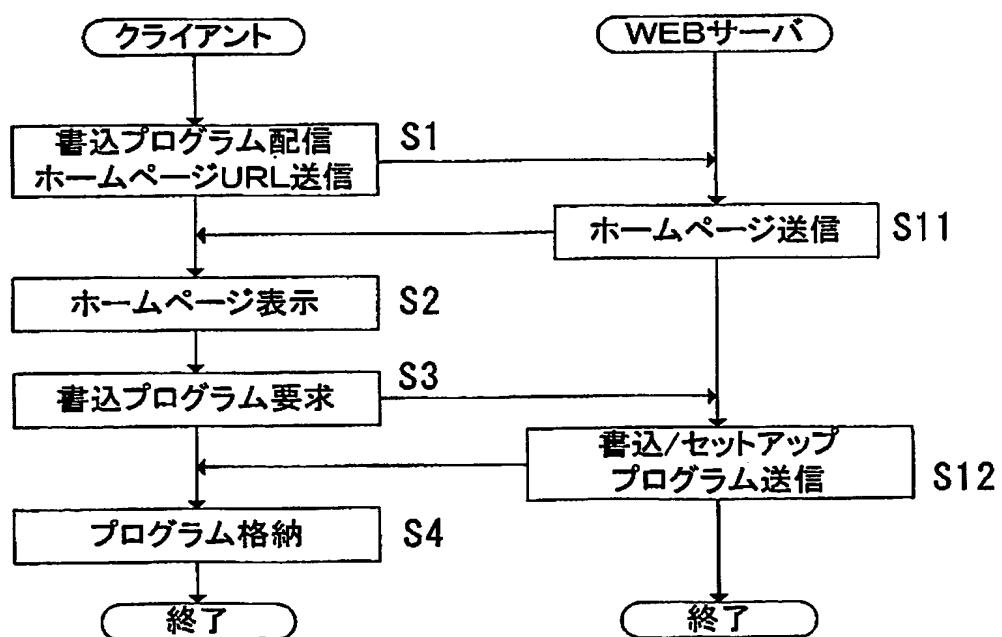 クライアント
WEBサーバ
書込プログラム配信
ホームページURL送信
S1
ホームページ送信
S11
ホームページ表示
S2
書込プログラム要求
S3
書込/セットアップ
プログラム送信
S12
プログラム格納
S4
終了
終了